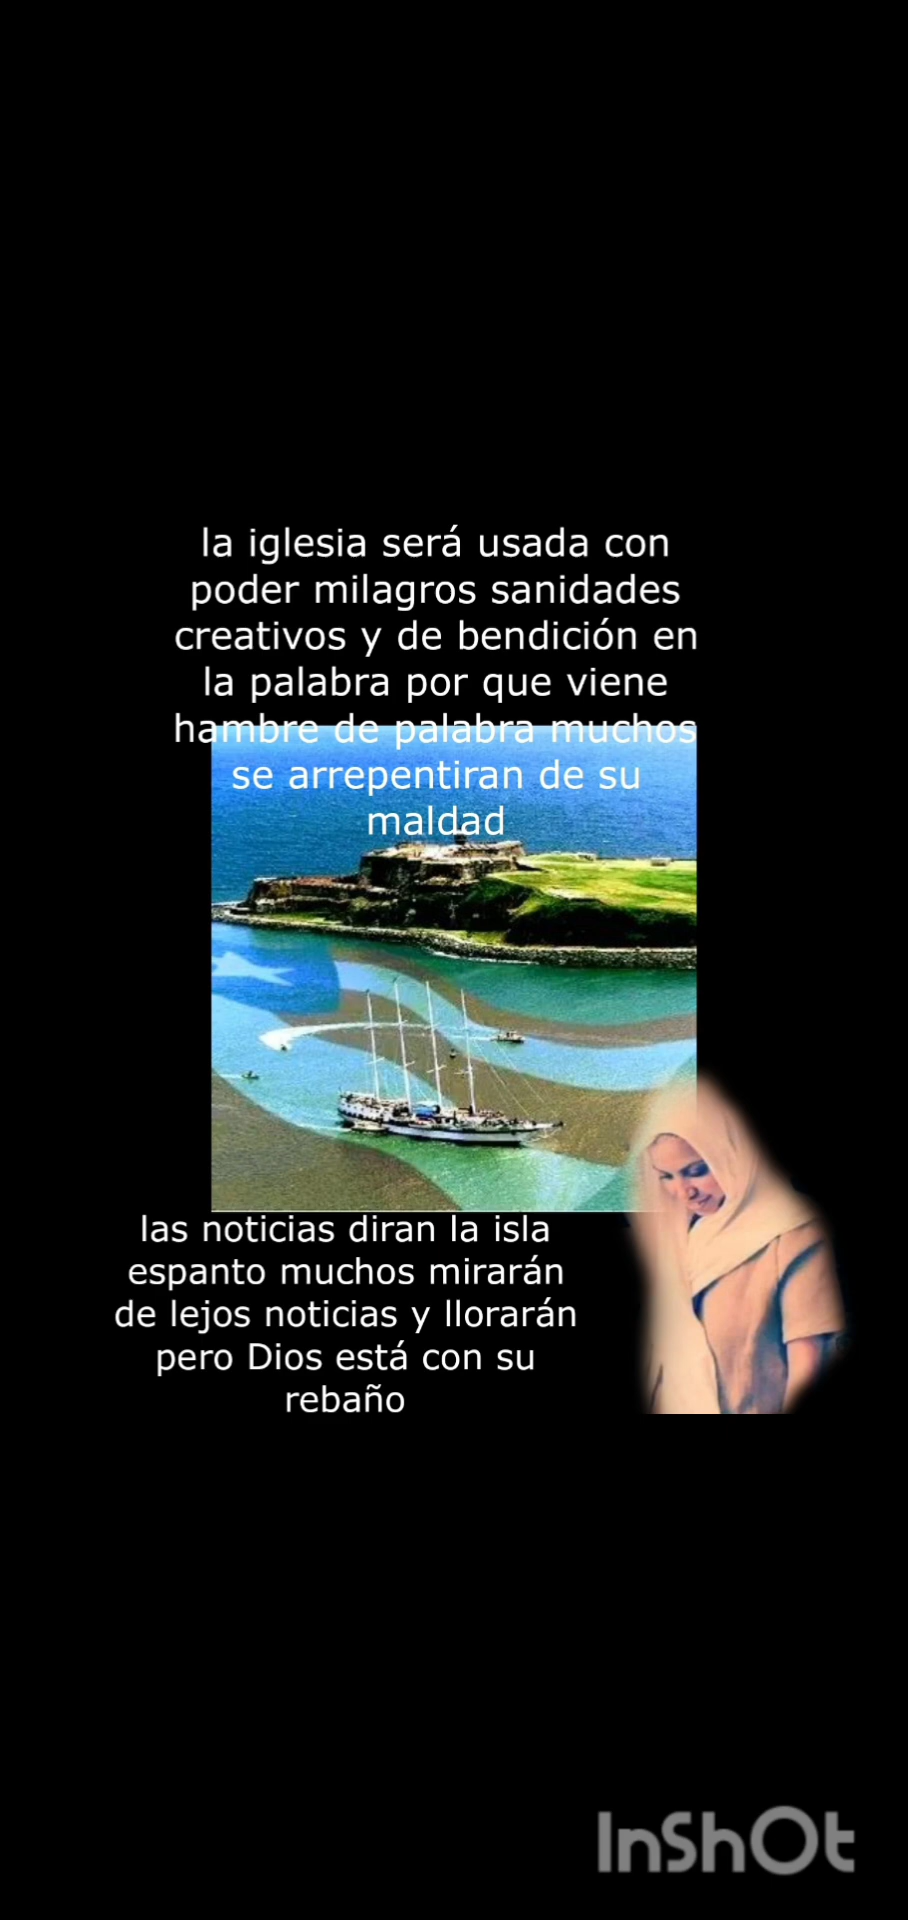 la iglesia será usada con
poder milagros sanidades
creativos y de bendición en
la palabra por que viene
hambre de palabra muchos
se arrepentiran de su
maldad
las noticias diran la isla
espanto muchos mirarán
de lejos noticias y llorarán
pero Dios está con su
rebaño
InShOt